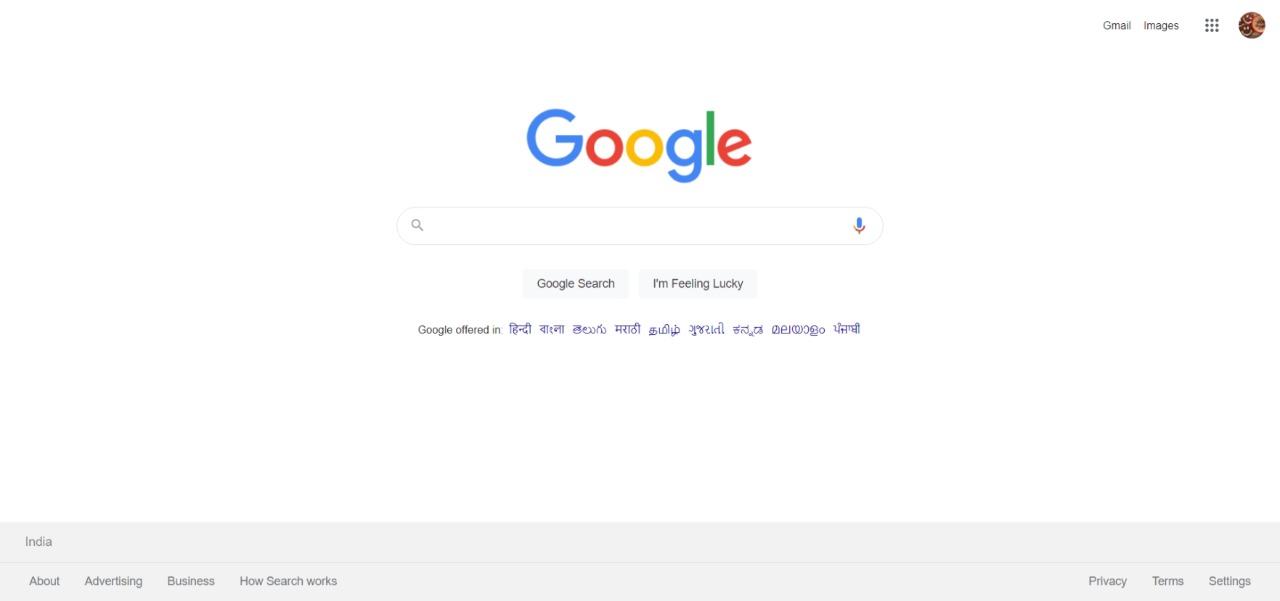 Gmail Images
Google
Google Search I'm Feeling Lucky
Google offered in: हिन्दी বাংলা తెలుగు मराठी தமிழ் ગુજરાતી ಕನ್ನಡ മലയാളം ਪੰਜਾਬੀ
India
About Advertising Business How Search works Privacy Terms Settings